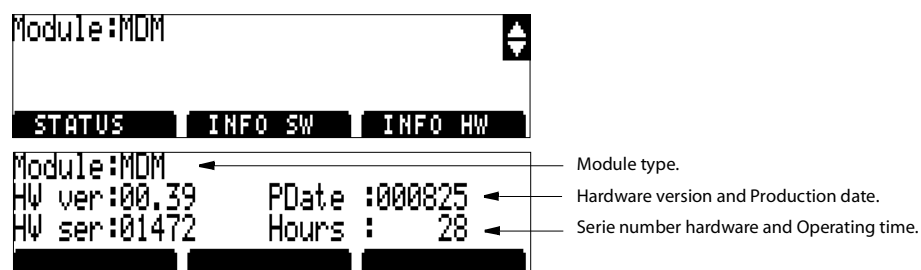 Module:MDM
STATUS INFO SW INFO HW
Module:MDM Module type.
HW ver:00.39 PDate :000825 Hardware version and Production date.
HW ser:01472 Hours : 28 Serie number hardware and Operating time.